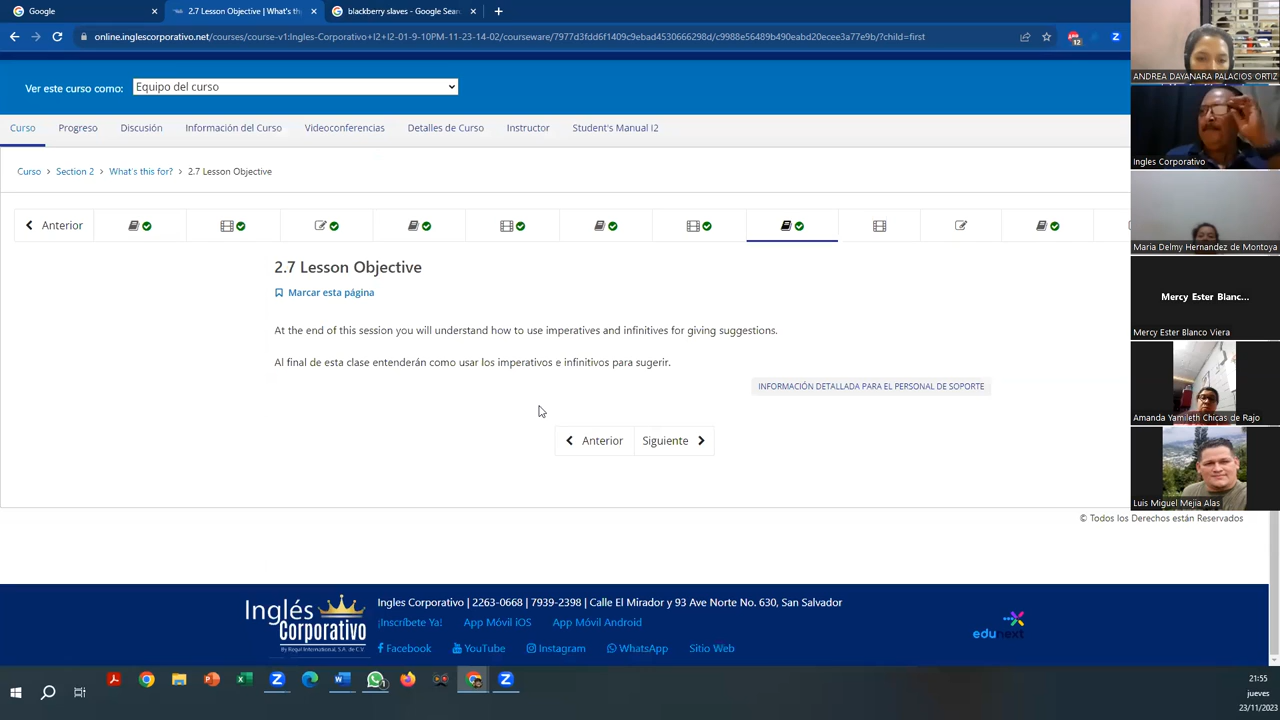 Google
2.7 Lesson Objective | What's th
blackberry slaves - Google Sear
online.inglescorporativo.net/courses/course-v1:Ingles-Corporativo+I2+I2-01-9-10PM-11-23-14-02/courseware/7977d3fdd6f1409c9ebad4530666298d/c9988e56489b490eabd20ecee3a77e9b/?child=first
12
Ver este curso como:
Equipo del curso
Curso
Progreso
Discusión
Información del Curso
Videoconferencias
Detalles de Curso
Instructor
Student's Manual I2
Curso > Section 2 > What's this for? > 2.7 Lesson Objective
Anterior
2.7 Lesson Objective
Marcar esta página
At the end of this session you will understand how to use imperatives and infinitives for giving suggestions.
Al final de esta clase entenderán como usar los imperativos e infinitivos para sugerir.
INFORMACIÓN DETALLADA PARA EL PERSONAL DE SOPORTE
Anterior
Siguiente
© Todos los Derechos están Reservados
Inglés Corporativo
By Regal International, S.A. de C.V.
Ingles Corporativo | 2263-0668 | 7939-2398 | Calle El Mirador y 93 Ave Norte No. 630, San Salvador
¡Inscríbete Ya!
App Móvil iOS
App Móvil Android
Facebook
YouTube
Instagram
WhatsApp
Sitio Web
edunext
ANDREA DAYANARA PALACIOS ORTIZ
Ingles Corporativo
Maria Delmy Hernandez de Montoya
Mercy Ester Blanc...
Mercy Ester Blanco Viera
Amanda Yamileth Chicas de Rajo
Luis Miguel Mejia Alas
21:55
jueves
23/11/2023